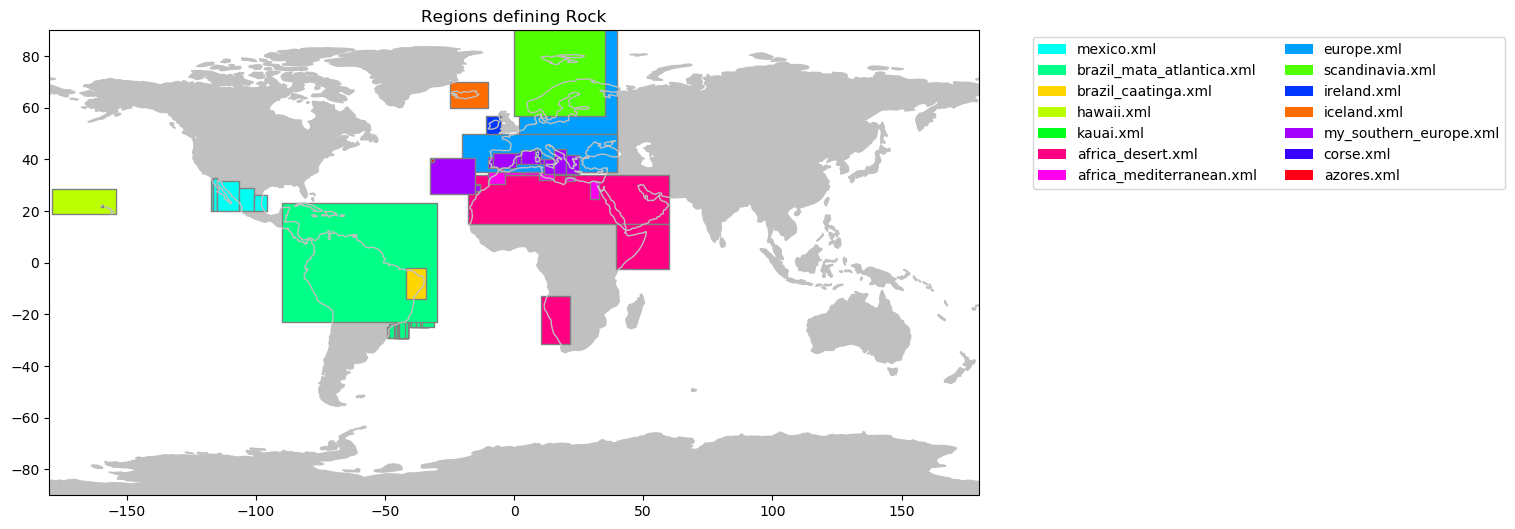 Regions defining Rock
80
60
40
20
0
−20
−40
−60
−80
−150
−100
−50
0
50
100
150
mexico.xml
brazil_mata_atlantica.xml
brazil_caatinga.xml
hawaii.xml
kauai.xml
africa_desert.xml
africa_mediterranean.xml
europe.xml
scandinavia.xml
ireland.xml
iceland.xml
my_southern_europe.xml
corse.xml
azores.xml